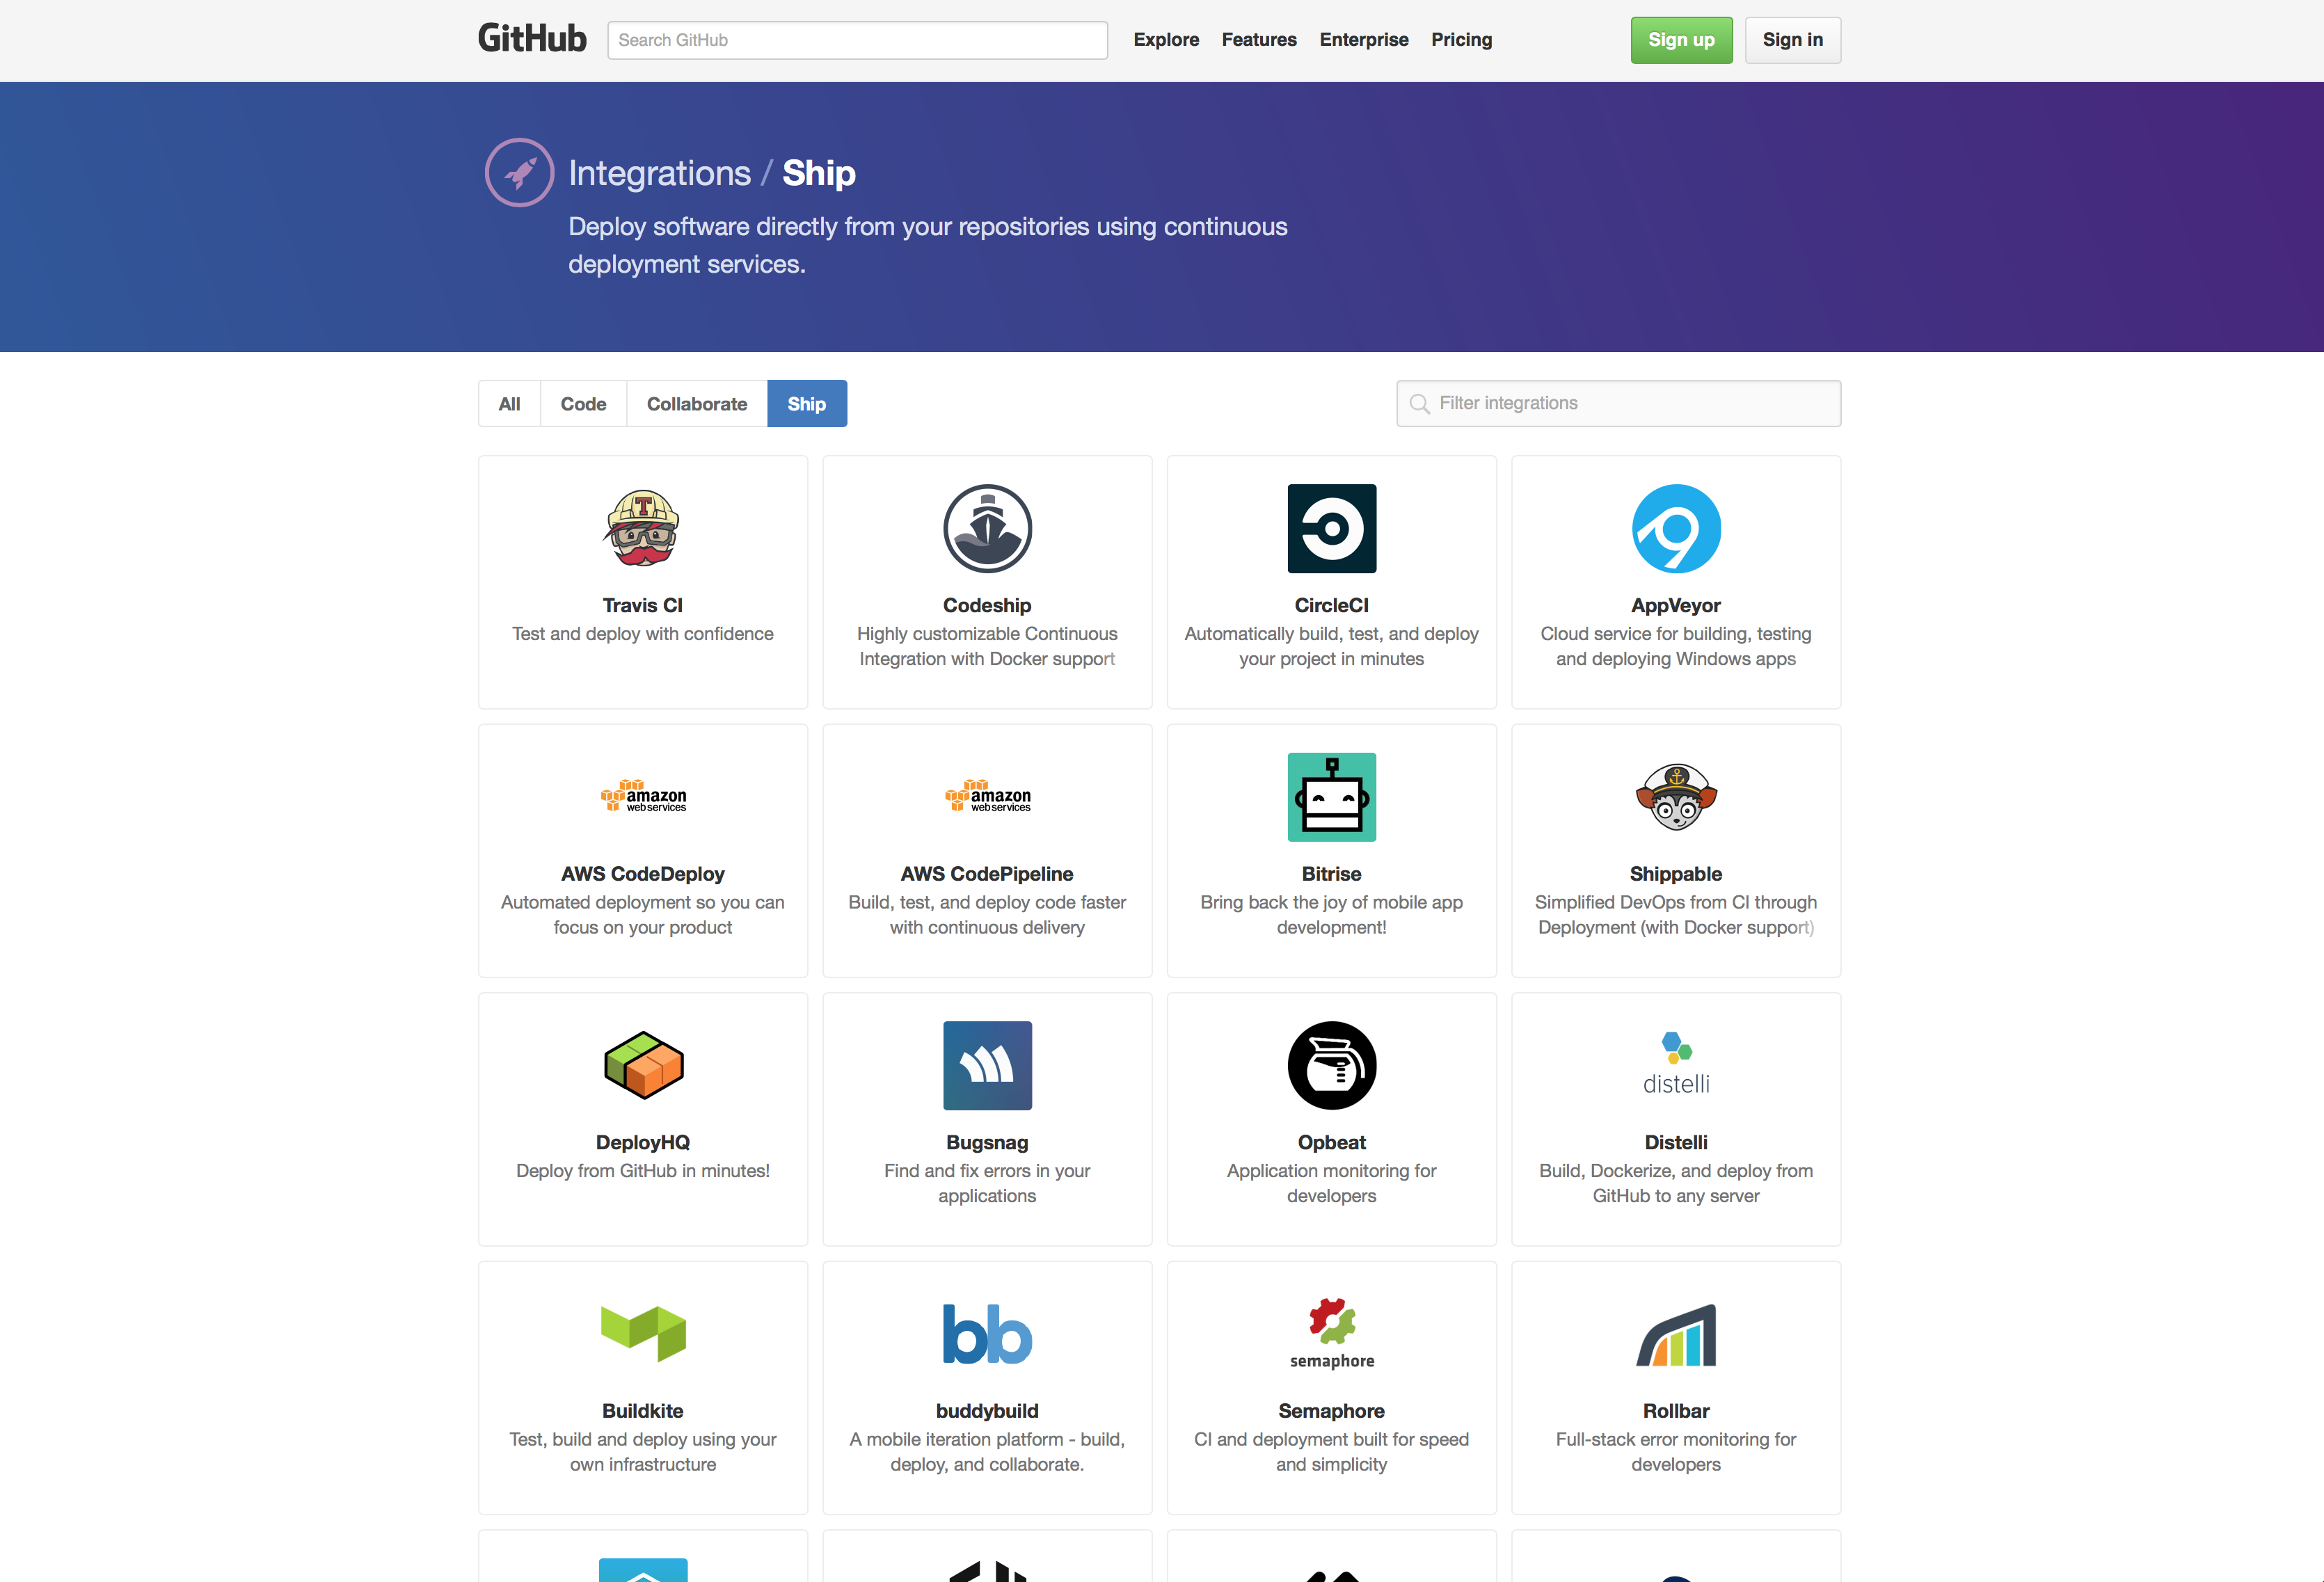 GitHub
Search GitHub
Explore
Features
Enterprise
Pricing
Sign up
Sign in
Integrations / Ship
Deploy software directly from your repositories using continuous
deployment services.
All
Code
Collaborate
Ship
Filter integrations
T
Travis CI
Test and deploy with confidence
Codeship
Highly customizable Continuous
Integration with Docker support
CircleCI
Automatically build, test, and deploy
your project in minutes
AppVeyor
Cloud service for building, testing
and deploying Windows apps
amazon
webservices
AWS CodeDeploy
Automated deployment so you can
focus on your product
amazon
webservices
AWS CodePipeline
Build, test, and deploy code faster
with continuous delivery
Bitrise
Bring back the joy of mobile app
development!
Shippable
Simplified DevOps from CI through
Deployment (with Docker support)
DeployHQ
Deploy from GitHub in minutes!
Bugsnag
Find and fix errors in your
applications
Opbeat
Application monitoring for
developers
distelli
Distelli
Build, Dockerize, and deploy from
GitHub to any server
Buildkite
Test, build and deploy using your
own infrastructure
bb
buddybuild
A mobile iteration platform - build,
deploy, and collaborate.
semaphore
Semaphore
CI and deployment built for speed
and simplicity
Rollbar
Full-stack error monitoring for
developers